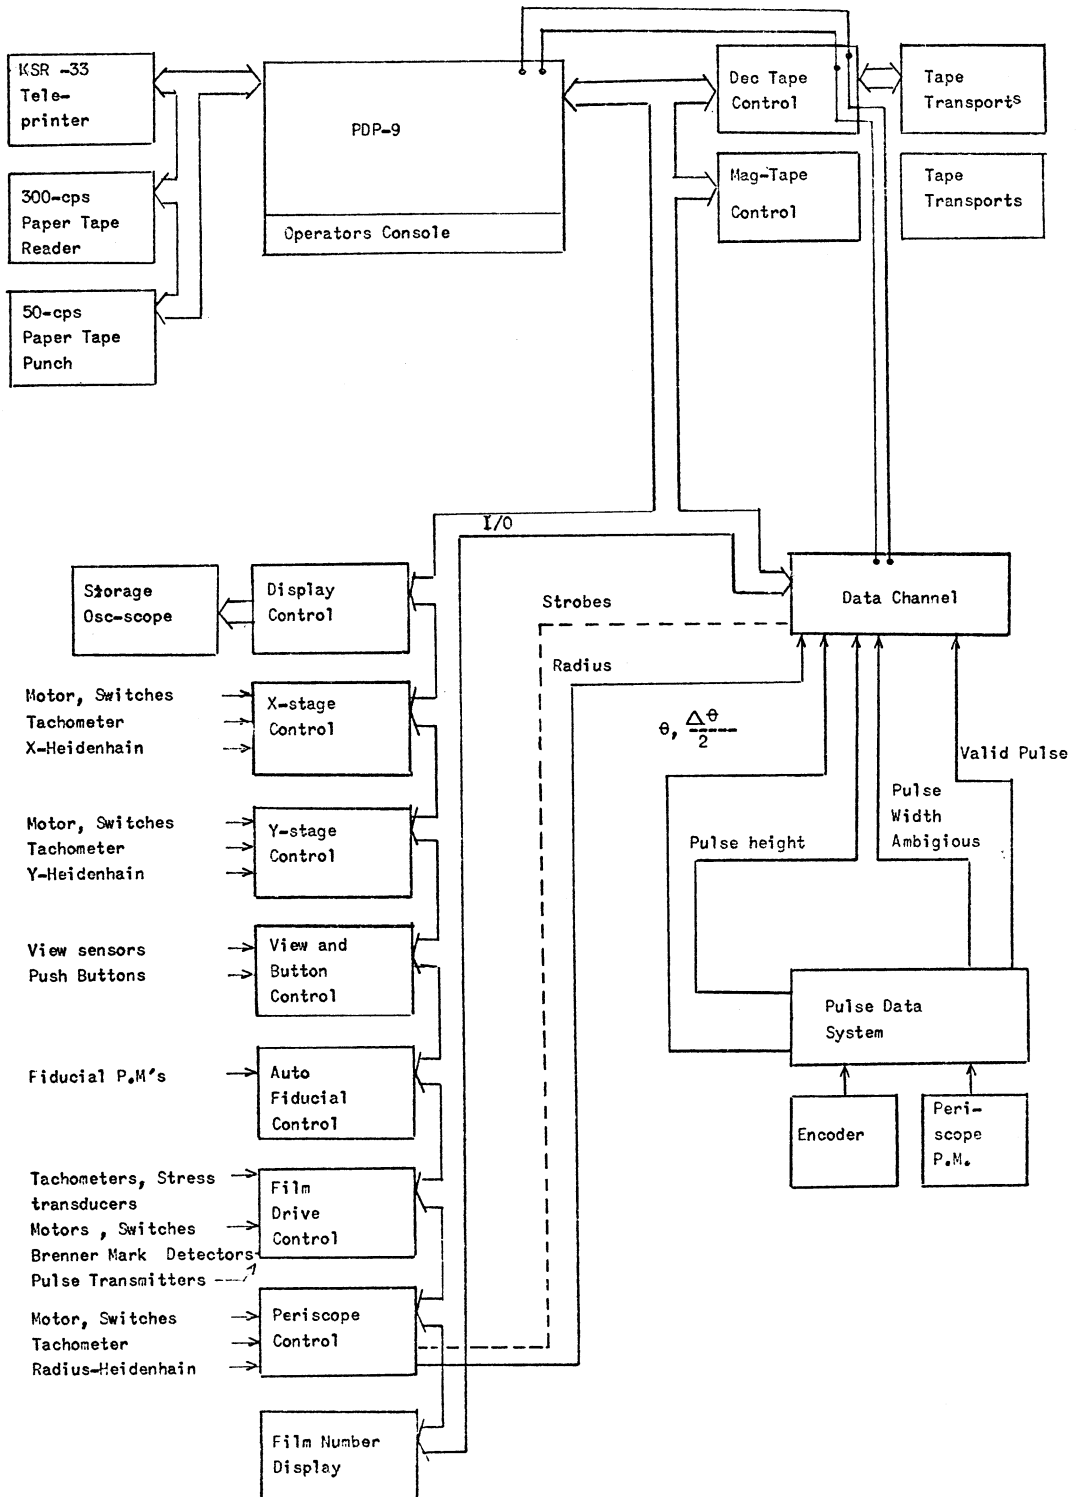 KSR -33
Tele-
printer
300-cps
Paper Tape
Reader
50-cps
Paper Tape
Punch
PDP-9
Operators Console
Dec Tape
Control
Tape
Transports
Mag-Tape
Control
Tape
Transports
I/O
Storage
Osc-scope
Display
Control
Data Channel
Strobes
Radius
Motor, Switches
Tachometer
X-Heidenhain
X-stage
Control
θ, Δθ
2
Valid Pulse
Pulse
Width
Ambigious
Pulse height
Motor, Switches
Tachometer
Y-Heidenhain
Y-stage
Control
View sensors
Push Buttons
View and
Button
Control
Pulse Data
System
Fiducial P.M's
Auto
Fiducial
Control
Encoder
Peri-
scope
P.M.
Tachometers, Stress
transducers
Motors , Switches
Brenner Mark Detectors
Pulse Transmitters
Film
Drive
Control
Motor, Switches
Tachometer
Radius-Heidenhain
Periscope
Control
Film Number
Display